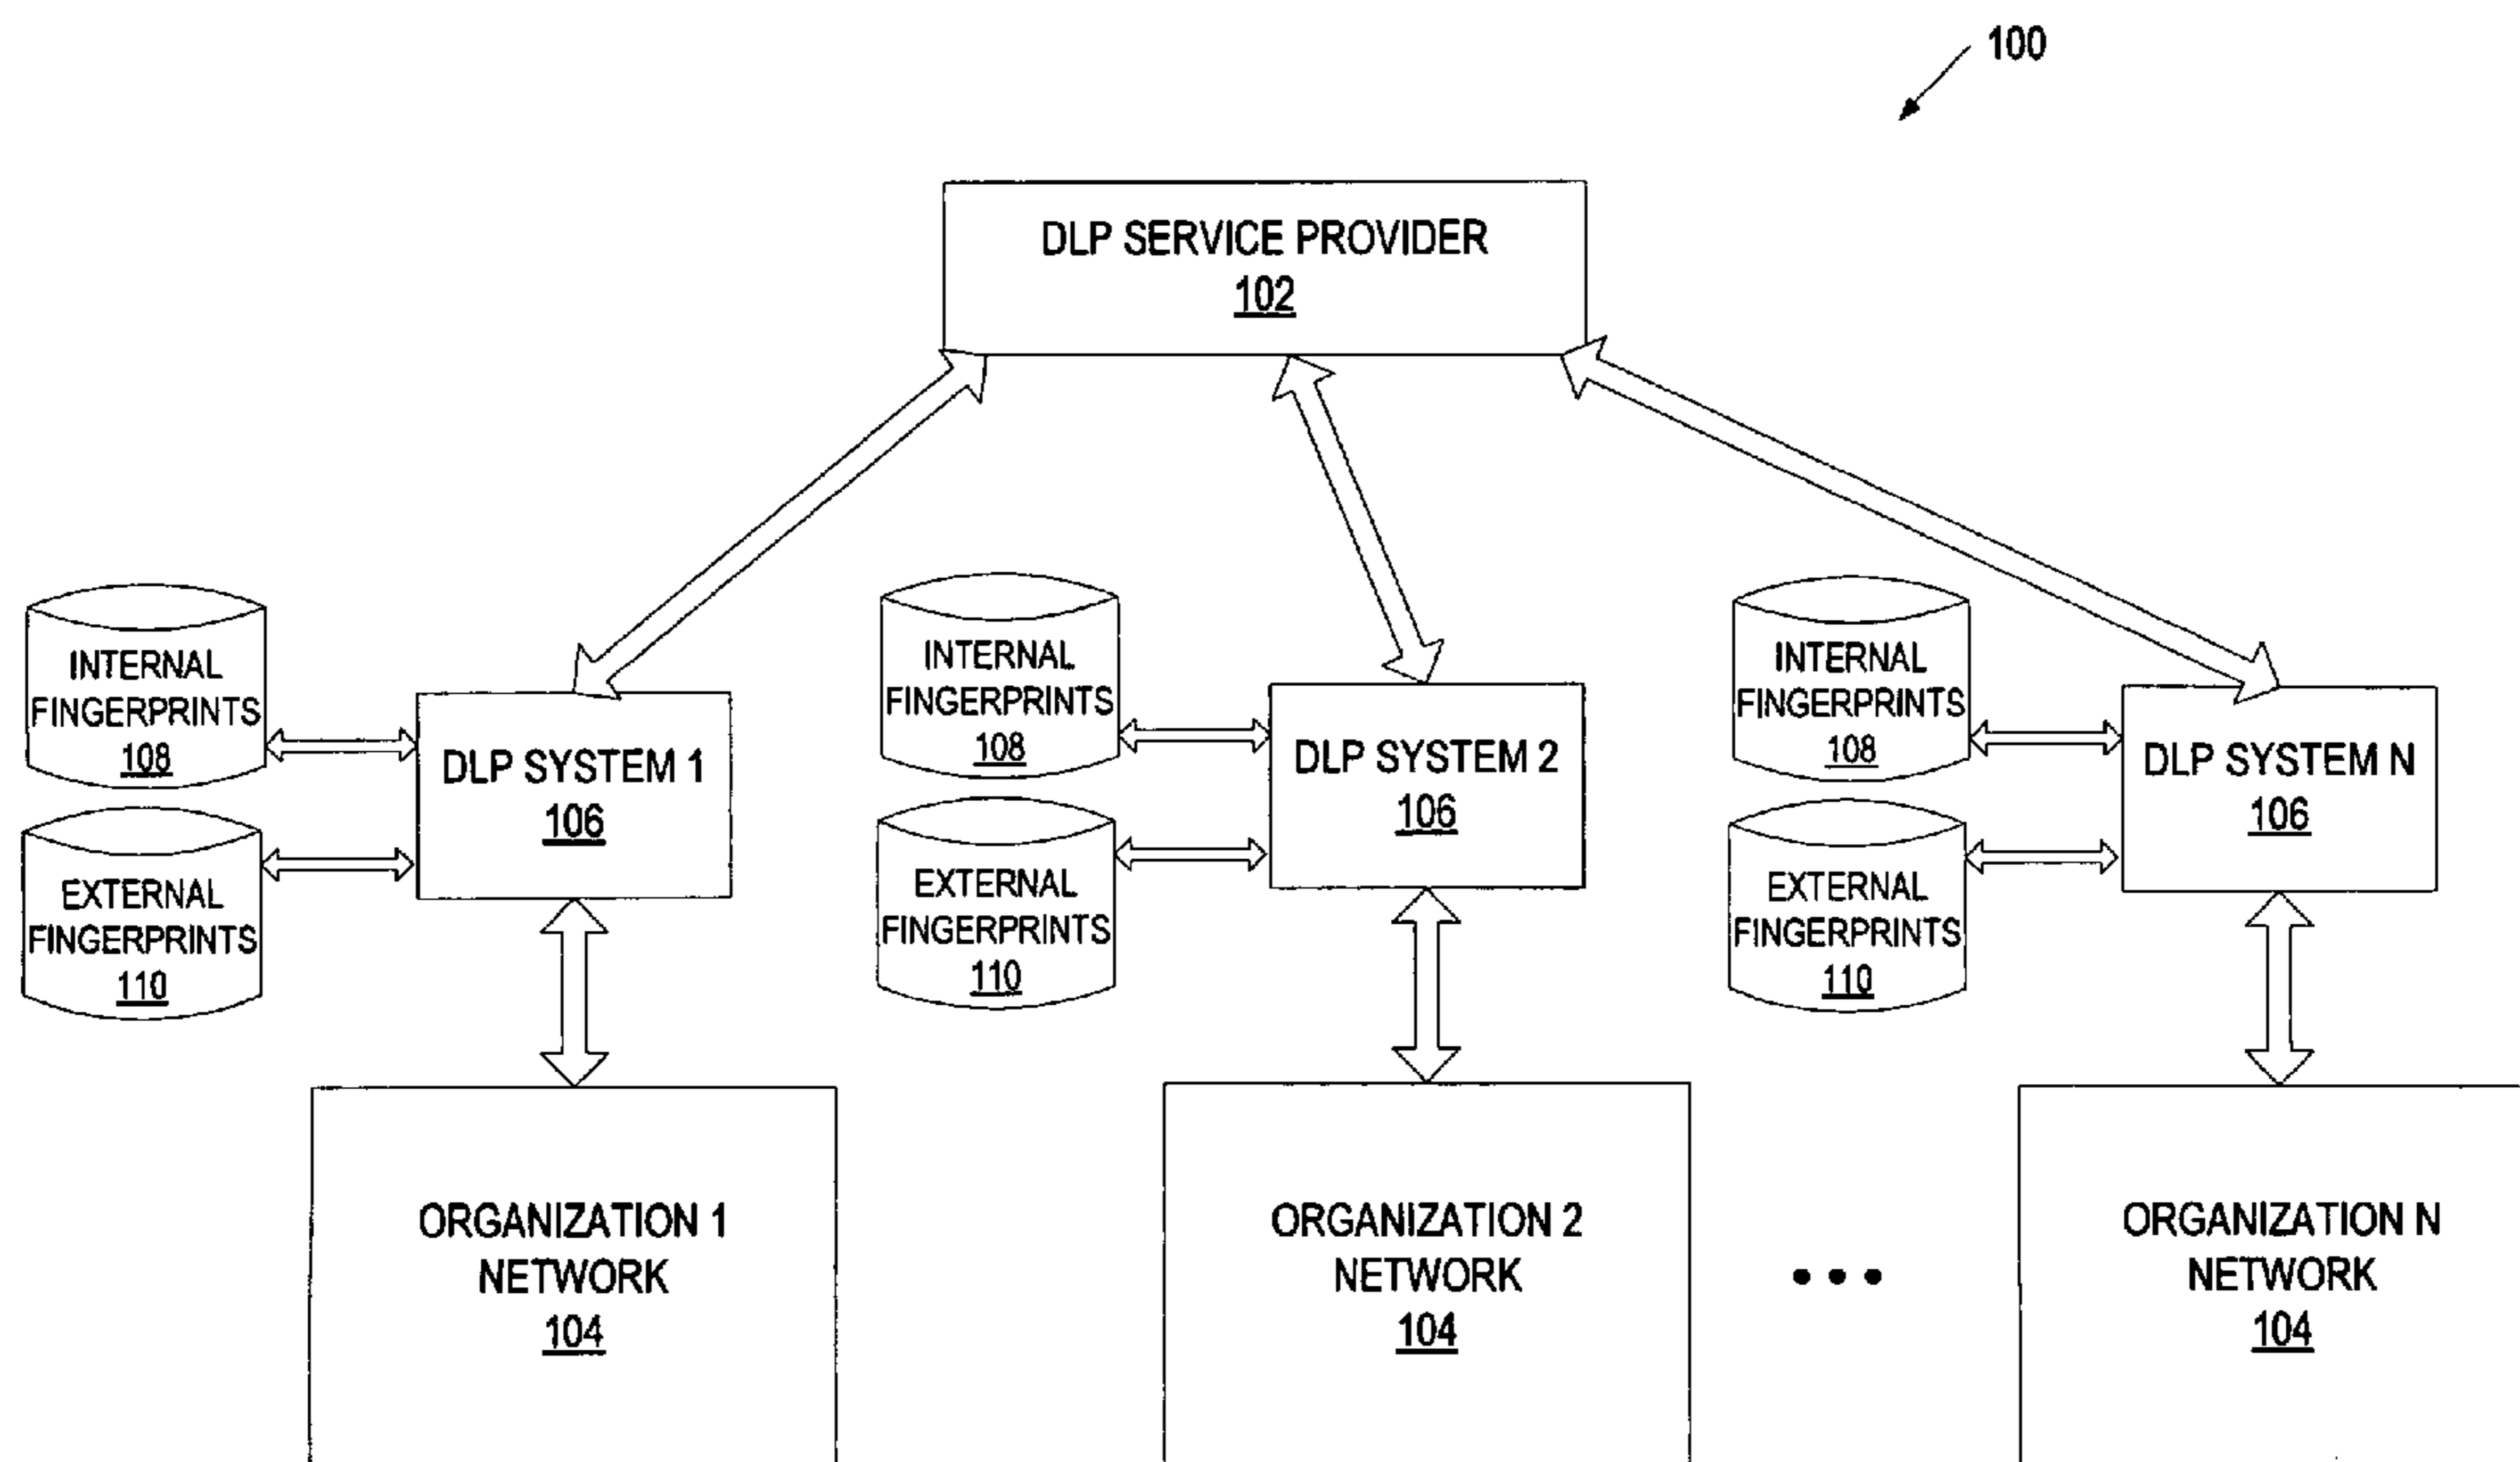 100
DLP SERVICE PROVIDER
102
INTERNAL
FINGERPRINTS
108
EXTERNAL
FINGERPRINTS
110
DLP SYSTEM 1
106
INTERNAL
FINGERPRINTS
108
EXTERNAL
FINGERPRINTS
110
DLP SYSTEM 2
106
INTERNAL
FINGERPRINTS
108
EXTERNAL
FINGERPRINTS
110
DLP SYSTEM N
106
ORGANIZATION 1
NETWORK
104
ORGANIZATION 2
NETWORK
104
• • •
ORGANIZATION N
NETWORK
104